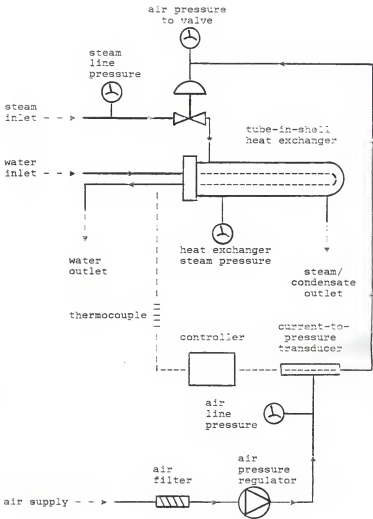 air pressure
to valve
steam
line
pressure
steam
inlet
tube-in-shell
heat exchanger
water
inlet
water
outlet
heat exchanger
steam pressure
steam/
condensate
outlet
thermocouple
controller
current-to-
pressure
transducer
air
line
pressure
air
filter
air
pressure
regulator
air supply